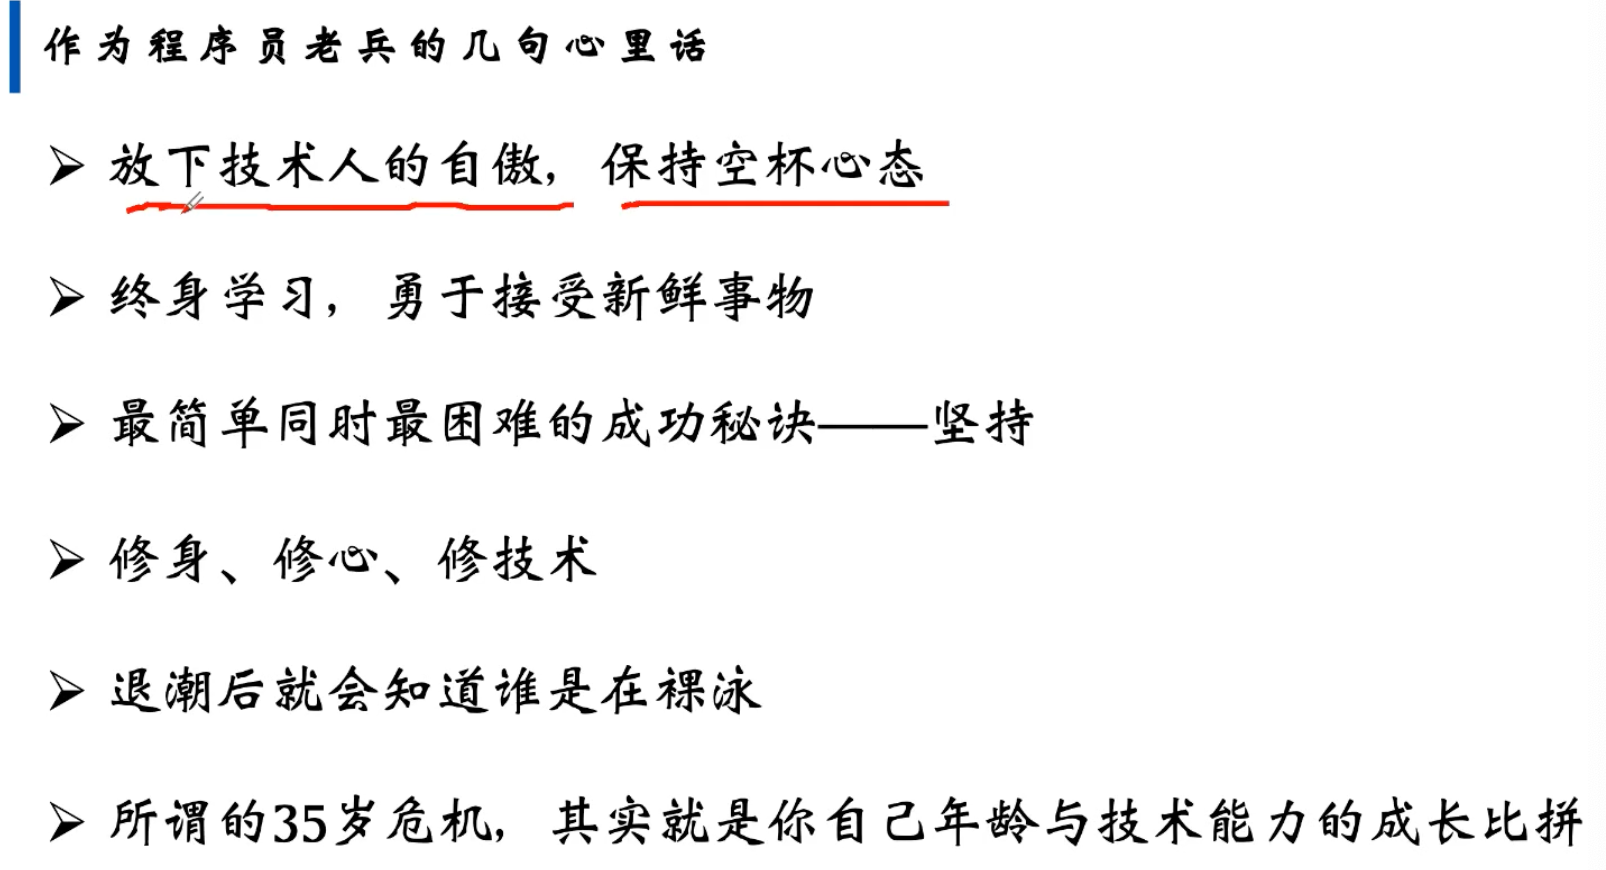 作为程序员老兵的几句心里话
放下技术人的自傲，保持空杯心态
终身学习，勇于接受新鲜事物
最简单同时最困难的成功秘诀——坚持
修身、修心、修技术
退潮后就会知道谁是在裸泳
所谓的35岁危机，其实就是你自己年龄与技术能力的成长比拼